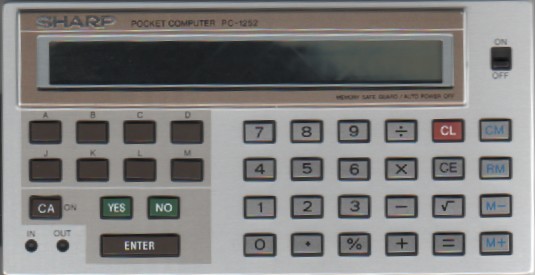 SHARP POCKET COMPUTER PC-1252
ON
OFF
MEMORY SAFE GUARD / AUTO POWER OFF
A B C D
7 8 9 ÷ CL CM
J K L M
4 5 6 × CE RM
CA ON YES NO
1 2 3 − √ M−
IN OUT
ENTER
0 • % + = M+